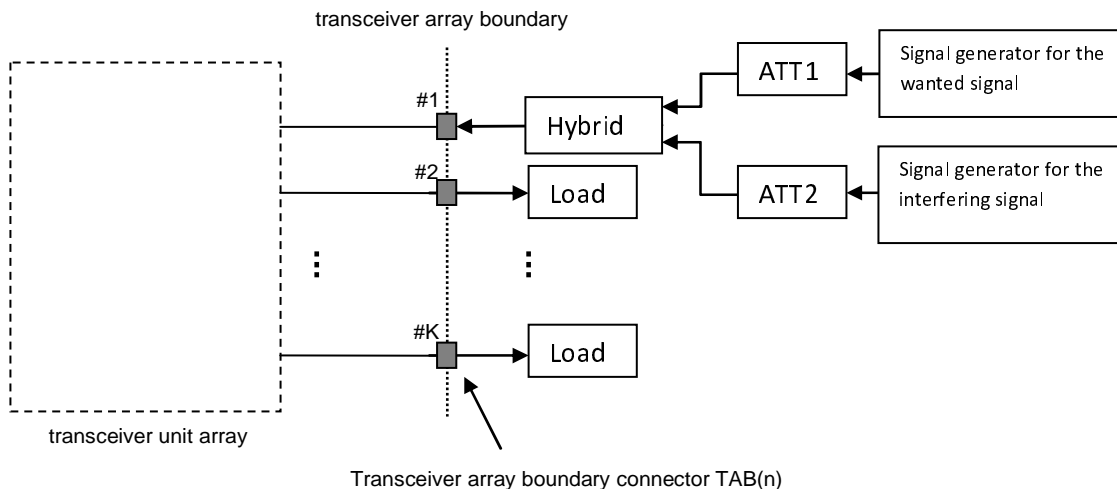 transceiver array boundary
Signal generator for the
wanted signal
ATT1
#1
Hybrid
#2
Load
ATT2
Signal generator for the
interfering signal
#K
Load
transceiver unit array
Transceiver array boundary connector TAB(n)